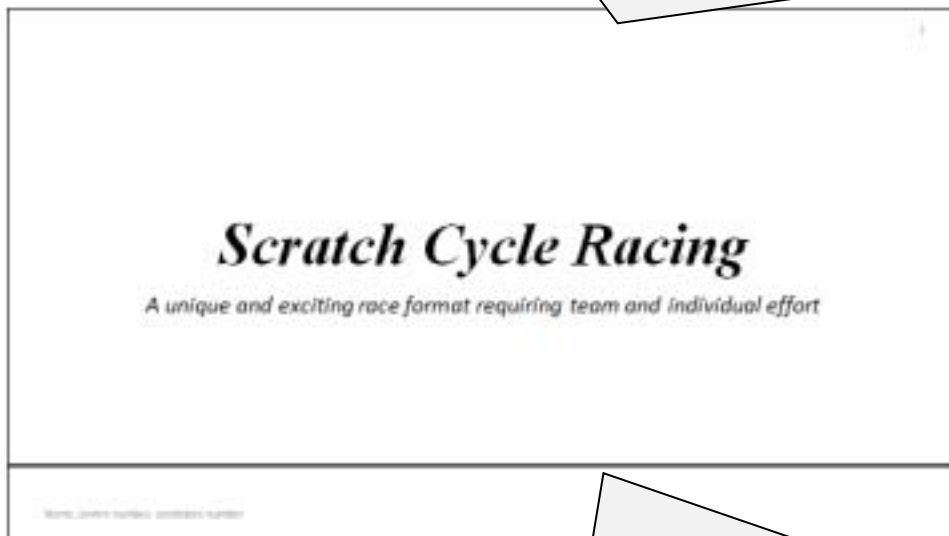 Scratch Cycle Racing
A unique and exciting race format requiring team and individual effort